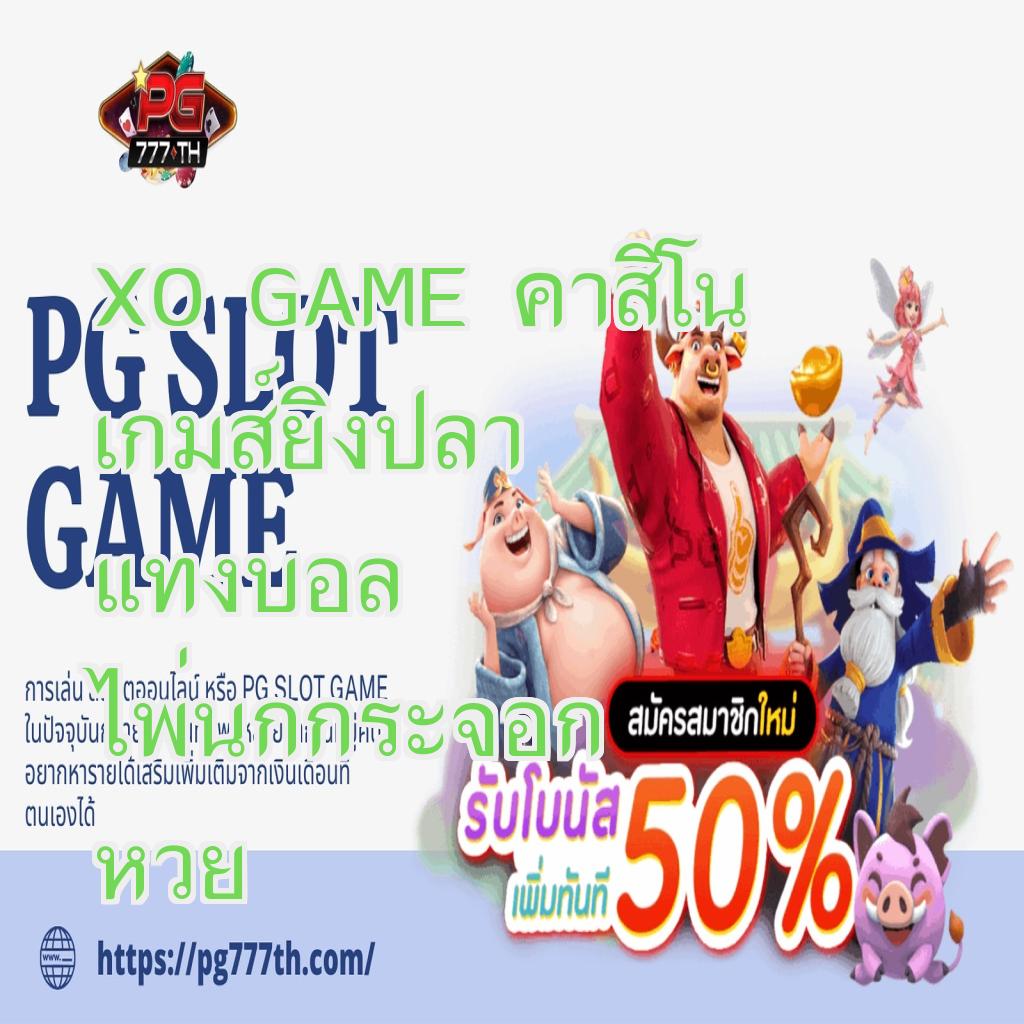 PG
777 TH
XO GAME คาสิโน
PG SLOT
เกมส์ยิงปลา
GAME
แทงบอล
การเล่น ออนไลน์ หรือ PG SLOT GAME
ไพ่นกกระจอก
ในปัจจุบัน
อยากหารายได้เสริมเพิ่มเติมจากเงินเดือนที่
ตนเองได้
หวย
สมัครสมาชิกใหม่
รับโบนัส
เพิ่มทันที
50%
https://pg777th.com/